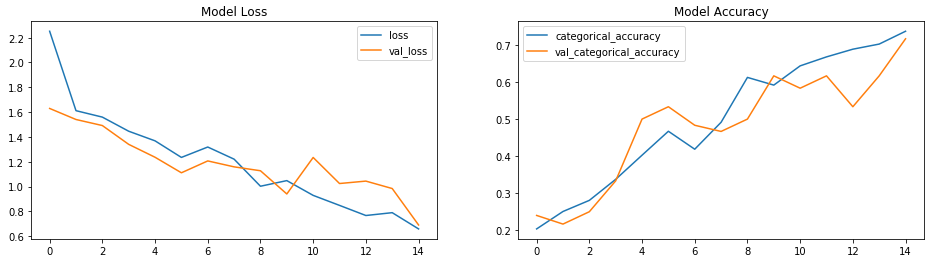 Model Loss
2.2
2.0
1.8
1.6
1.4
1.2
1.0
0.8
0.6
0 2 4 6 8 10 12 14
loss
val_loss
Model Accuracy
0.7
0.6
0.5
0.4
0.3
0.2
0 2 4 6 8 10 12 14
categorical_accuracy
val_categorical_accuracy